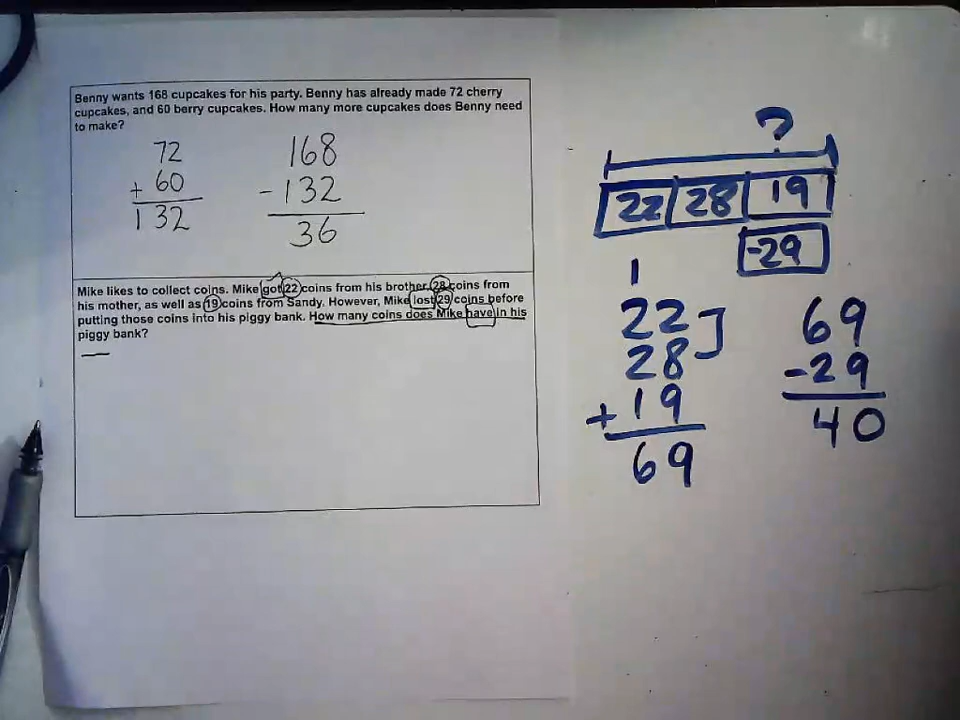 Benny wants 168 cupcakes for his party. Benny has already made 72 cherry
cupcakes, and 60 berry cupcakes. How many more cupcakes does Benny need
to make?
72
+ 60
132
168
- 132
36
Mike likes to collect coins. Mike got 22 coins from his brother, 28 coins from
his mother, as well as 19 coins from Sandy. However, Mike lost 29 coins before
putting those coins into his piggy bank. How many coins does Mike have in his
piggy bank?
?
22 28 19
-29
1
22
28
+ 19
69
69
-29
40